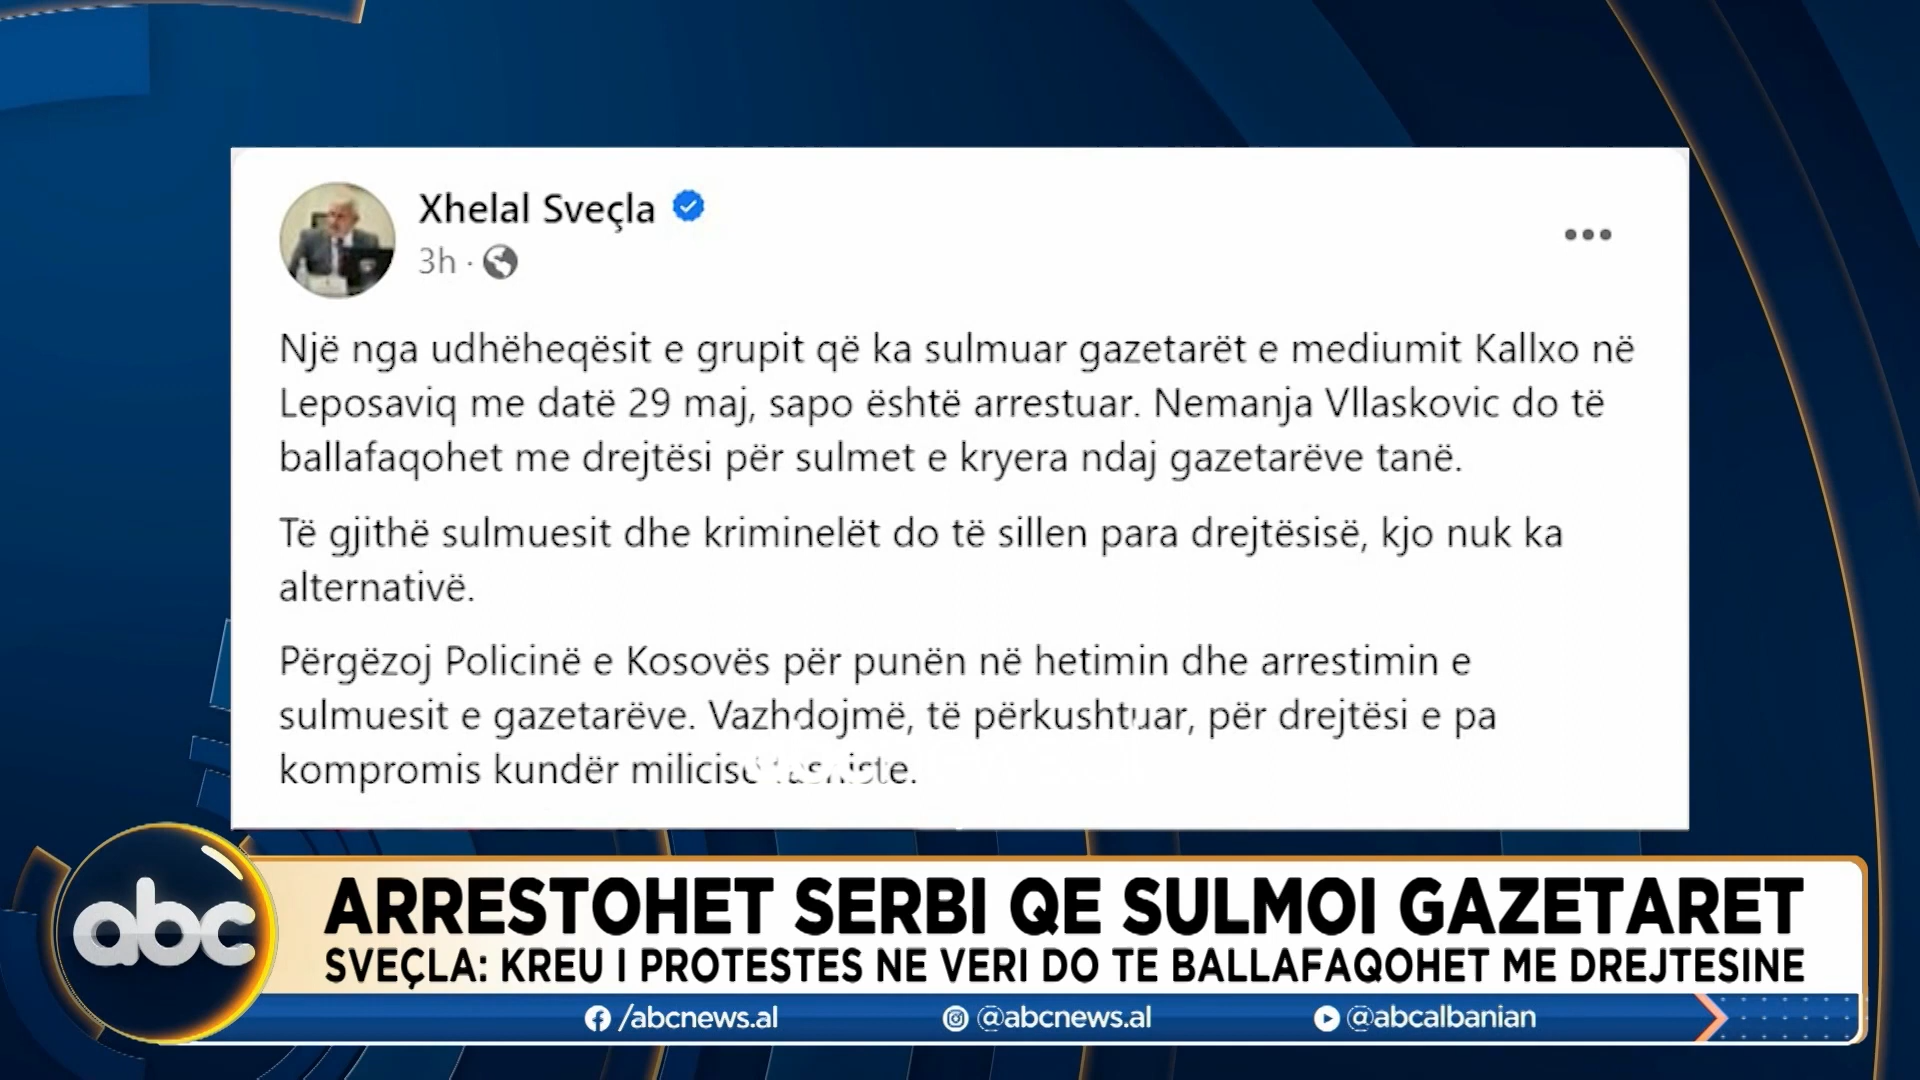 Xhelal Sveçla
3h ·
Një nga udhëheqësit e grupit që ka sulmuar gazetarët e mediumit Kallxo në
Leposaviq me datë 29 maj, sapo është arrestuar. Nemanja Vllaskovic do të
ballafaqohet me drejtësi për sulmet e kryera ndaj gazetarëve tanë.
Të gjithë sulmuesit dhe kriminelët do të sillen para drejtësisë, kjo nuk ka
alternativë.
Përgëzoj Policinë e Kosovës për punën në hetimin dhe arrestimin e
sulmuesit e gazetarëve. Vazhdojmë, të përkushtuar, për drejtësi e pa
kompromis kundër milicisë
abc
ARRESTOHET SERBI QE SULMOI GAZETARET
SVEÇLA: KREU I PROTESTES NE VERI DO TE BALLAFAQOHET ME DREJTESINE
/abcnews.al @abcnews.al @abcalbanian